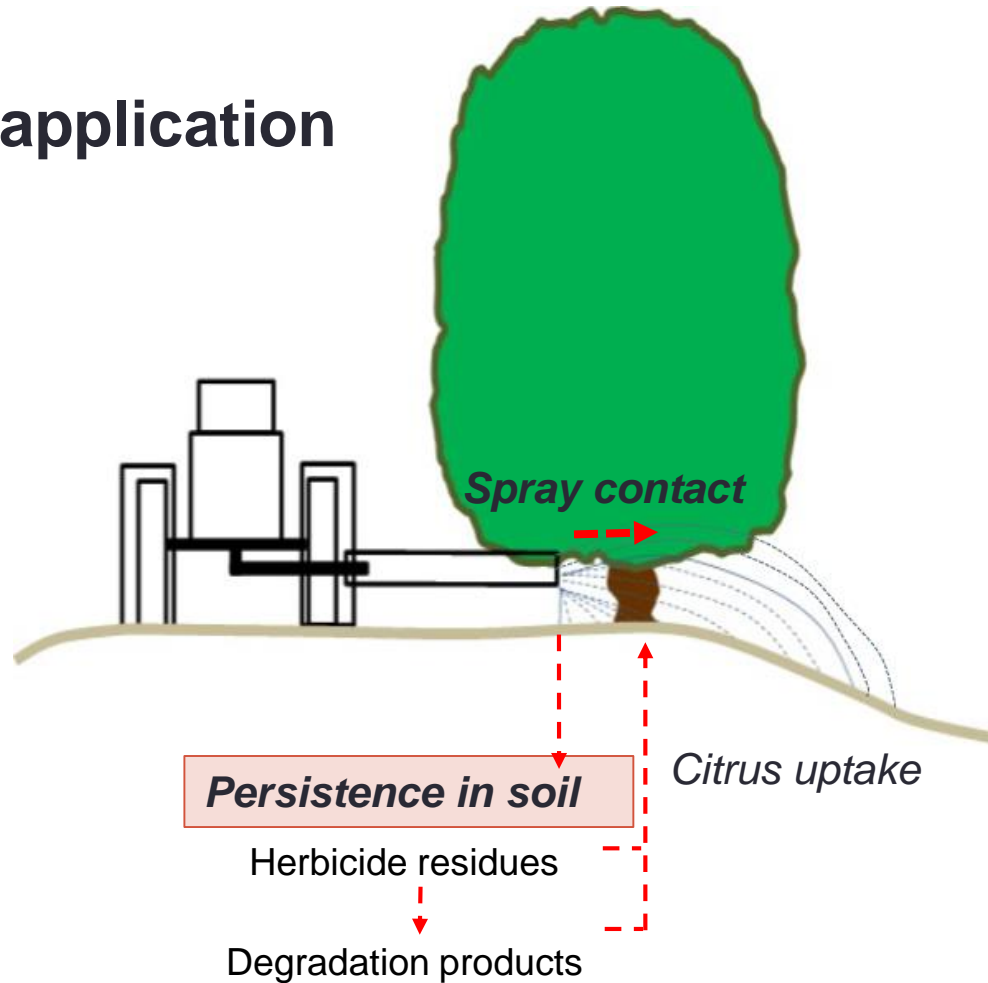 application
Spray contact
Persistence in soil
Citrus uptake
Herbicide residues
Degradation products